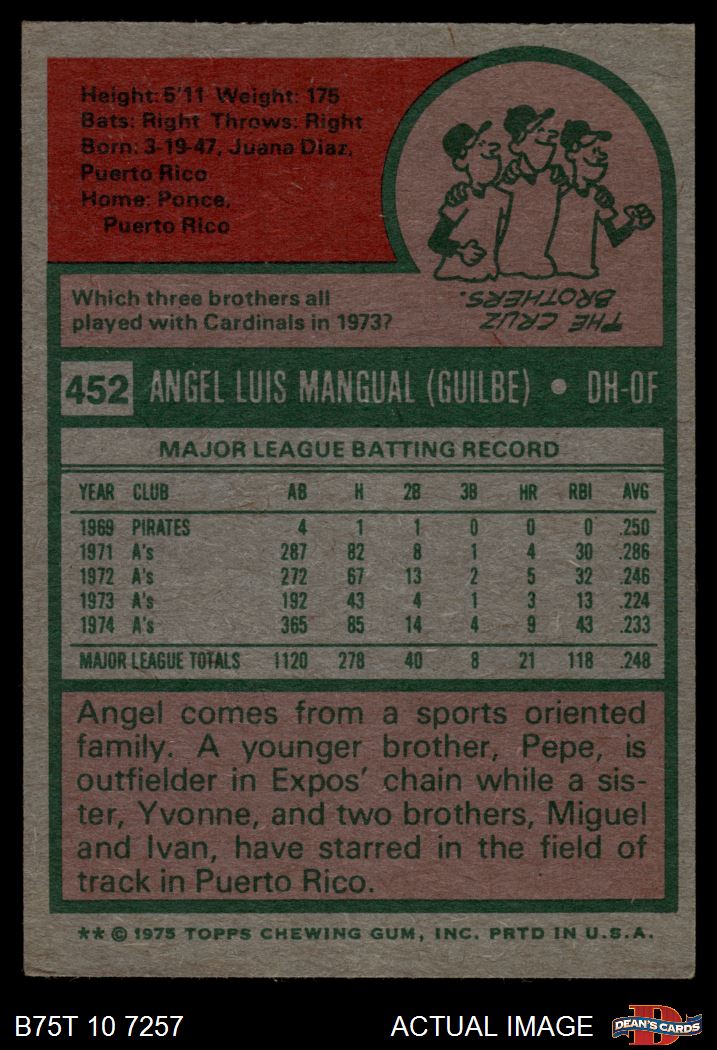 Height: 5'11 Weight: 175
Bats: Right Throws: Right
Born: 3-19-47, Juana Diaz,
Puerto Rico
Home: Ponce,
Puerto Rico
Which three brothers all
played with Cardinals in 1973?
THE CRUZ
BROTHERS.
452 ANGEL LUIS MANGUAL (GUILBE) • DH-OF
MAJOR LEAGUE BATTING RECORD
YEAR CLUB AB H 2B 3B HR RBI AVG
1969 PIRATES 4 1 1 0 0 0 .250
1971 A's 287 82 8 1 4 30 .286
1972 A's 272 67 13 2 5 32 .246
1973 A's 192 43 4 1 3 13 .224
1974 A's 365 85 14 4 9 43 .233
MAJOR LEAGUE TOTALS 1120 278 40 8 21 118 .248
Angel comes from a sports oriented
family. A younger brother, Pepe, is
outfielder in Expos' chain while a sis-
ter, Yvonne, and two brothers, Miguel
and Ivan, have starred in the field of
track in Puerto Rico.
** © 1975 TOPPS CHEWING GUM, INC. PRTD IN U.S.A.
B75T 10 7257 ACTUAL IMAGE D DEAN'S CARDS